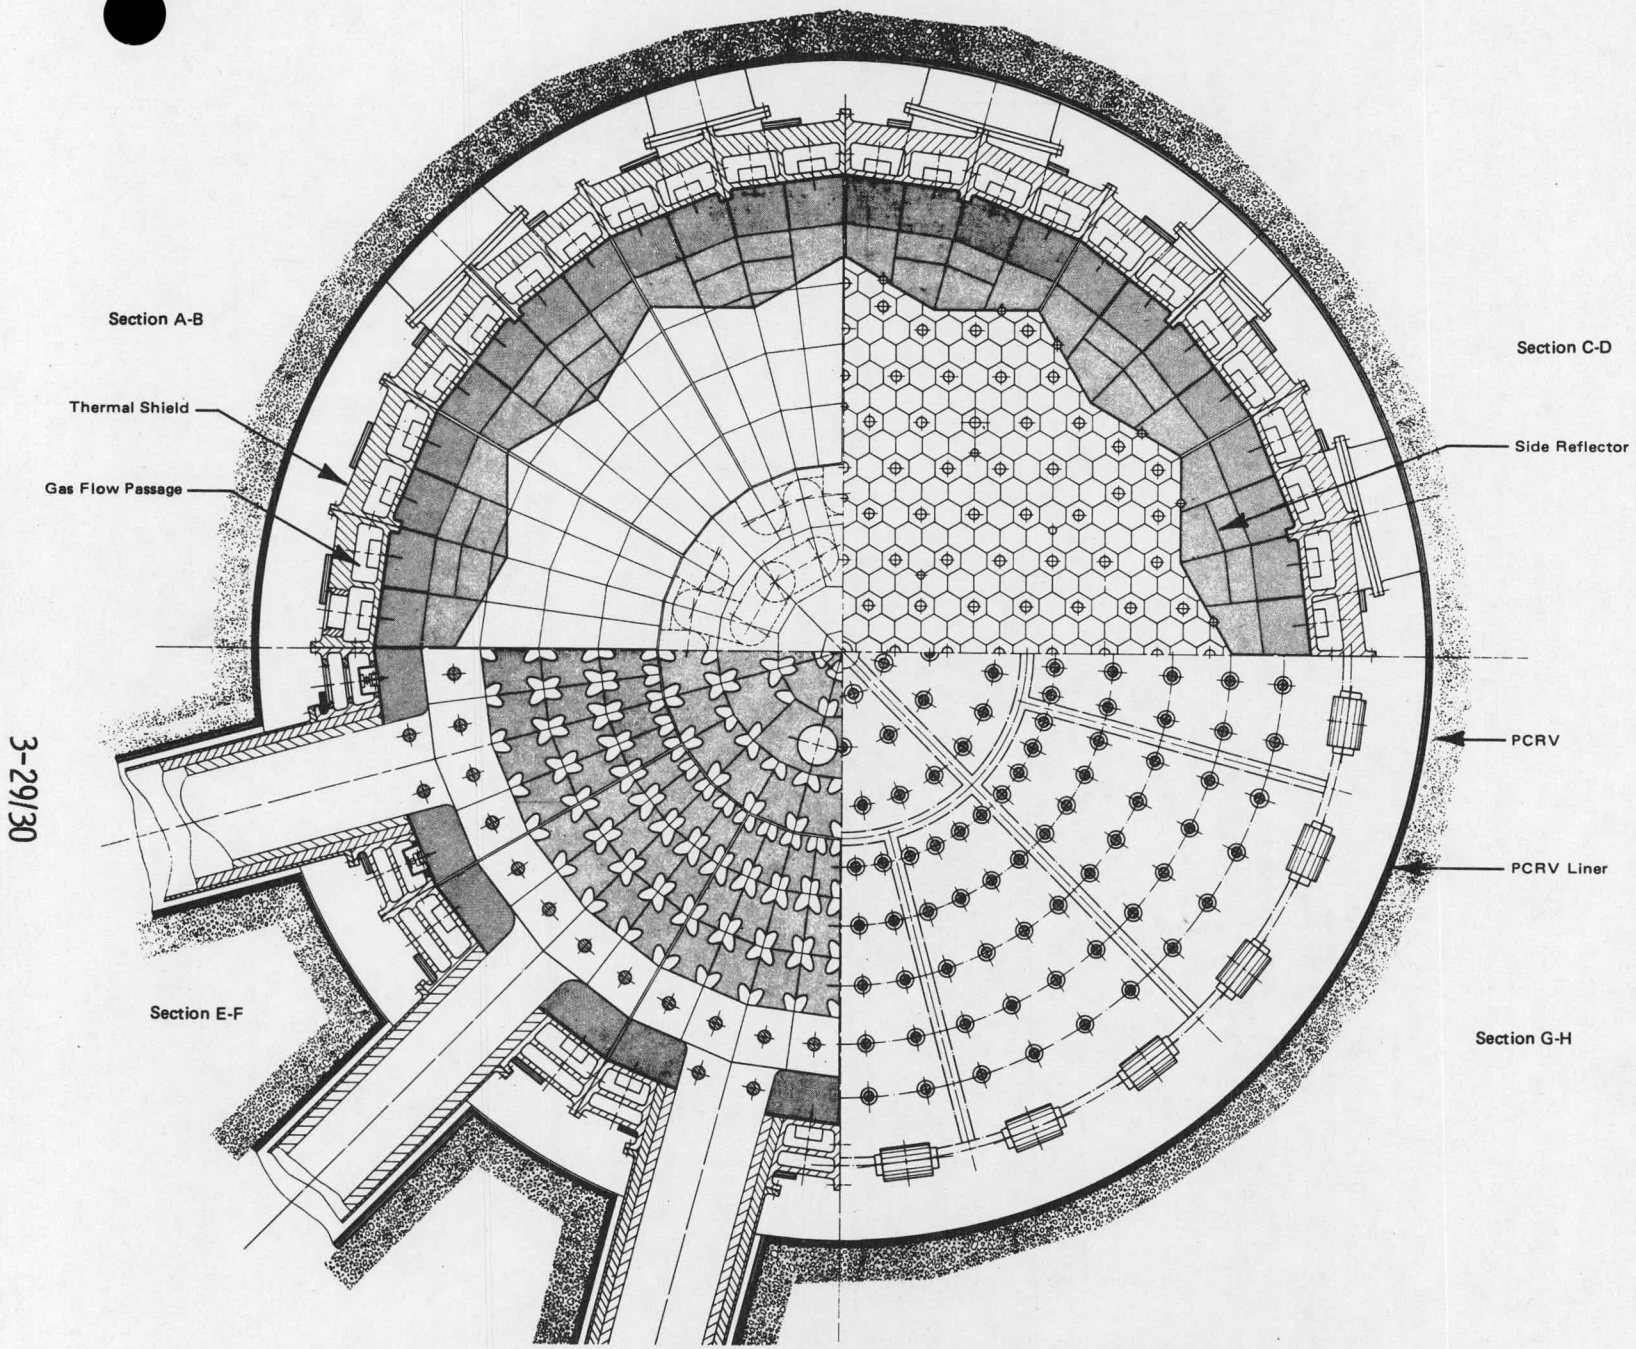 Section A-B
Section C-D
Thermal Shield
Side Reflector
Gas Flow Passage
3-29/30
PCRV
PCRV Liner
Section E-F
Section G-H